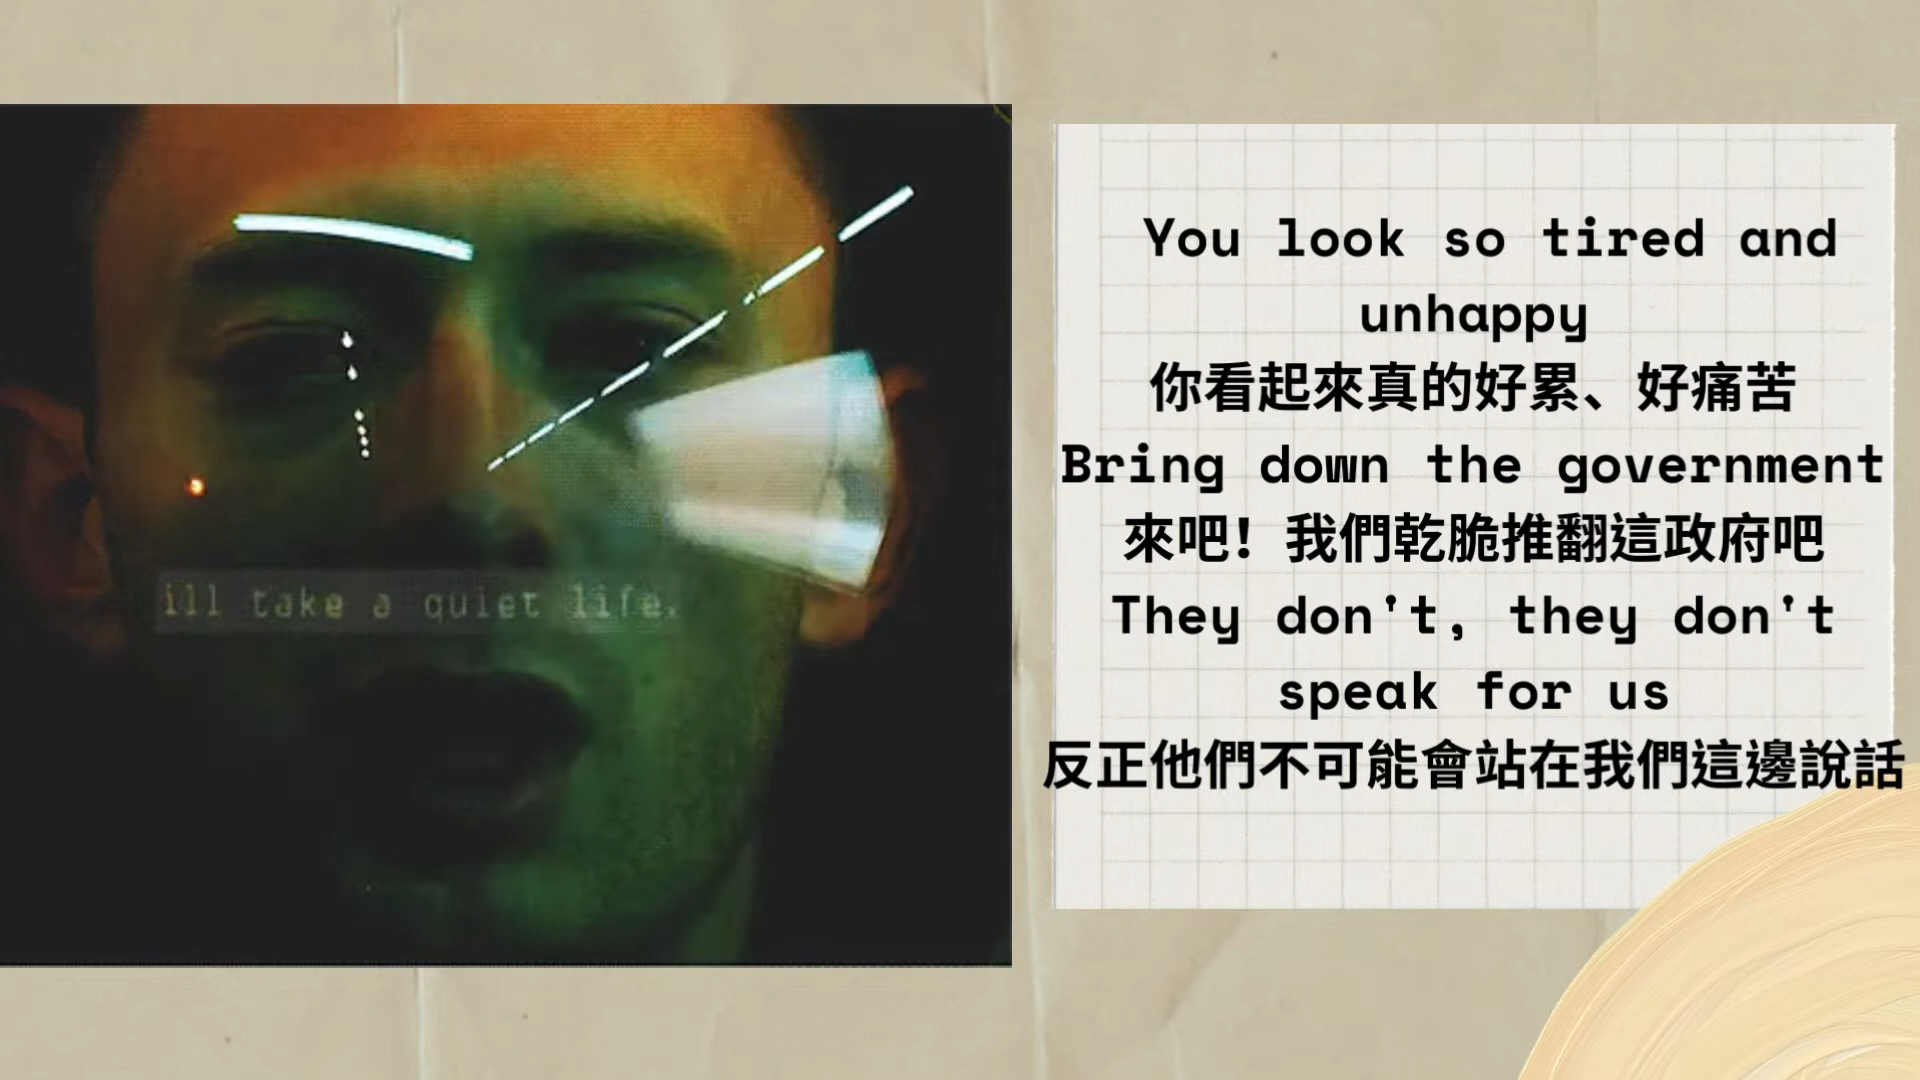 ill take a quiet life.
You look so tired and
unhappy
你看起來真的好累、好痛苦
Bring down the government
來吧！我們乾脆推翻這政府吧
They don't, they don't
speak for us
反正他們不可能會站在我們這邊說話